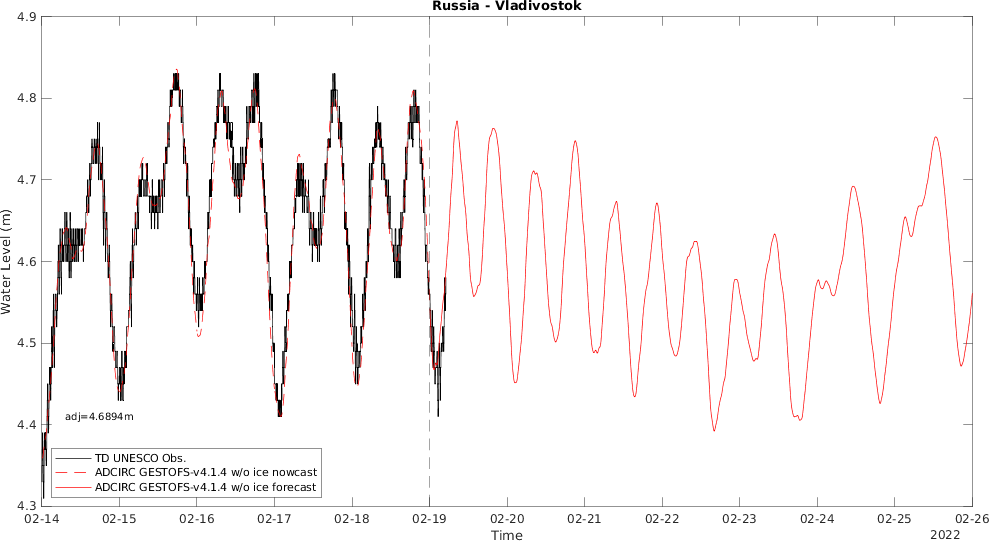 Russia - Vladivostok
4.9
4.8
4.7
4.6
4.5
4.4
4.3
Water Level (m)
adj=4.6894m
TD UNESCO Obs.
ADCIRC GESTOFS-v4.1.4 w/o ice nowcast
ADCIRC GESTOFS-v4.1.4 w/o ice forecast
02-14 02-15 02-16 02-17 02-18 02-19 02-20 02-21 02-22 02-23 02-24 02-25 02-26
Time
2022